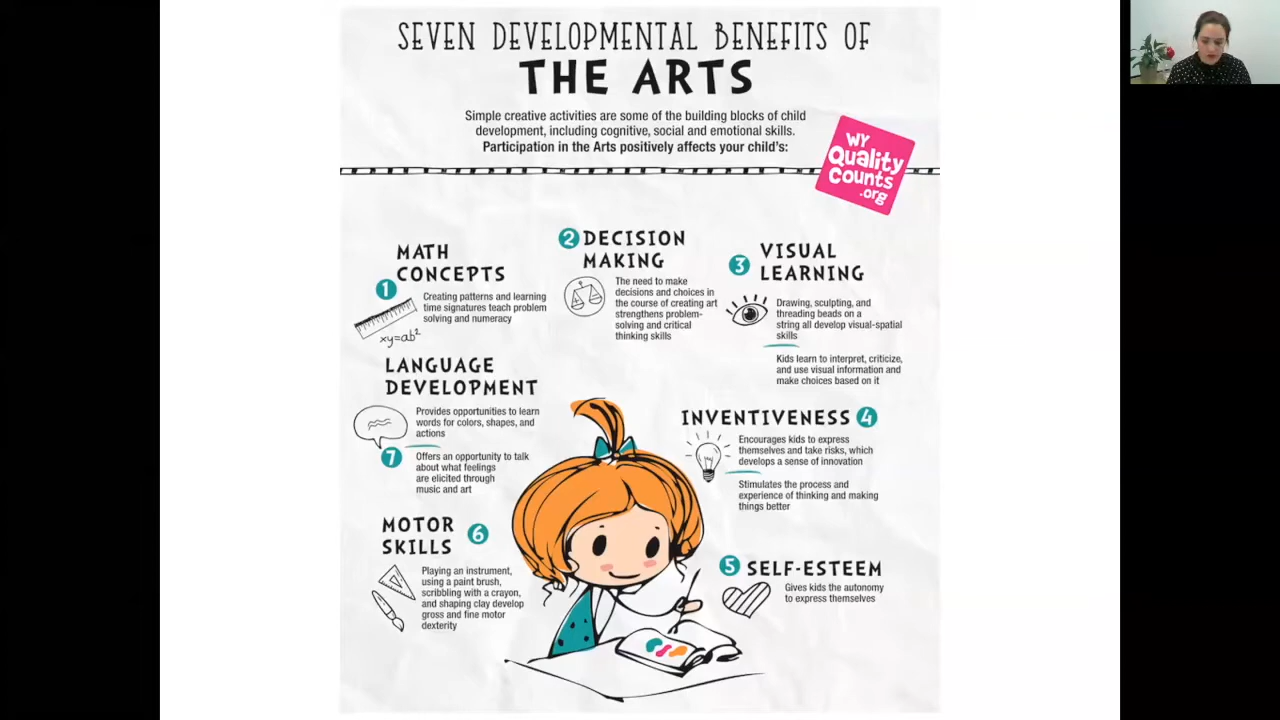 SEVEN DEVELOPMENTAL BENEFITS OF
THE ARTS
Simple creative activities are some of the building blocks of child
development, including cognitive, social and emotional skills.
Participation in the Arts positively affects your child's:
WY
Quality
Counts
.org
1
MATH
CONCEPTS
Creating patterns and learning
time signatures teach problem
solving and numeracy
xy=ab²
2
DECISION
MAKING
The need to make
decisions and choices in
the course of creating art
strengthens problem-
solving and critical
thinking skills
3
VISUAL
LEARNING
Drawing, sculpting, and
threading beads on a
string all develop visual-spatial
skills
Kids learn to interpret, criticize,
and use visual information and
make choices based on it
INVENTIVENESS 4
Encourages kids to express
themselves and take risks, which
develops a sense of innovation
Stimulates the process and
experience of thinking and making
things better
5 SELF-ESTEEM
Gives kids the autonomy
to express themselves
MOTOR
SKILLS
6
Playing an instrument,
using a paint brush,
scribbling with a crayon,
and shaping clay develop
gross and fine motor
dexterity
LANGUAGE
DEVELOPMENT
Provides opportunities to learn
words for colors, shapes, and
actions
7
Offers an opportunity to talk
about what feelings
are elicited through
music and art